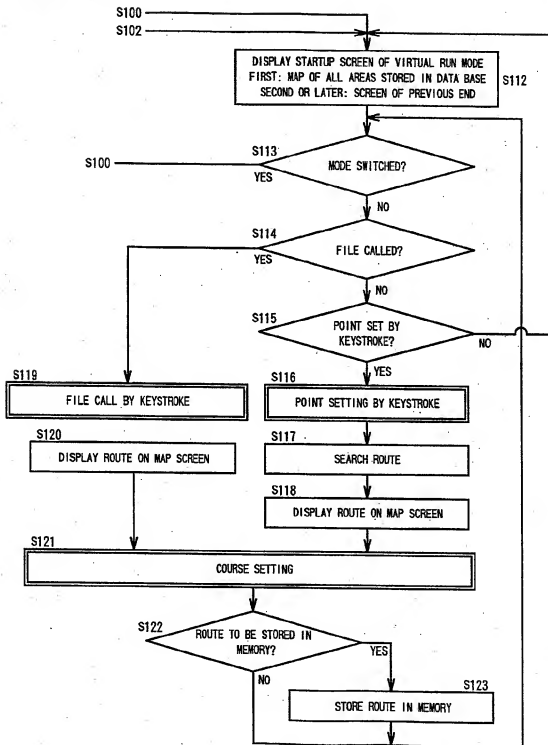 S100
S102
DISPLAY STARTUP SCREEN OF VIRTUAL RUN MODE
FIRST: MAP OF ALL AREAS STORED IN DATA BASE
SECOND OR LATER: SCREEN OF PREVIOUS END
S112
S113
S100
YES
MODE SWITCHED?
NO
S114
YES
FILE CALLED?
NO
S115
POINT SET BY
KEYSTROKE?
NO
YES
S119
FILE CALL BY KEYSTROKE
S116
POINT SETTING BY KEYSTROKE
S120
DISPLAY ROUTE ON MAP SCREEN
S117
SEARCH ROUTE
S118
DISPLAY ROUTE ON MAP SCREEN
S121
COURSE SETTING
S122
ROUTE TO BE STORED IN
MEMORY?
YES
NO
S123
STORE ROUTE IN MEMORY